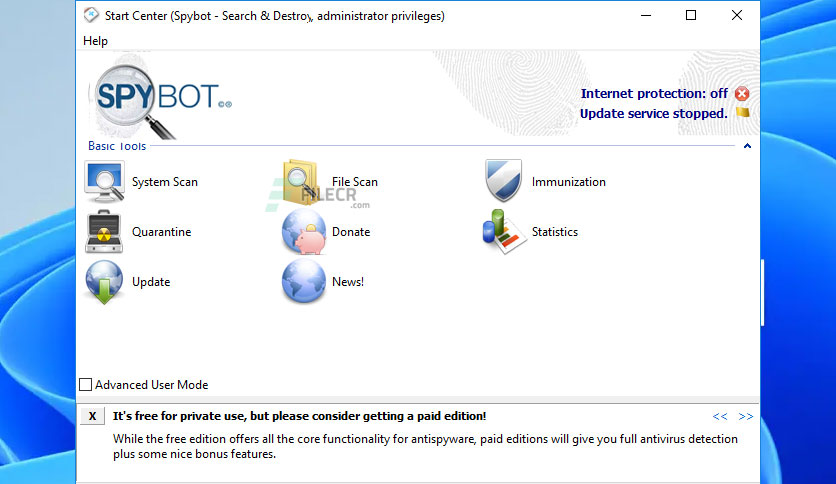 Start Center (Spybot - Search & Destroy, administrator privileges)
Help
SPYBOT
Internet protection: off
Update service stopped.
Basic Tools
System Scan
File Scan
Immunization
FILECR
.com
Quarantine
Donate
Statistics
Update
News!
Advanced User Mode
X It's free for private use, but please consider getting a paid edition! << >>
While the free edition offers all the core functionality for antispyware, paid editions will give you full antivirus detection
plus some nice bonus features.